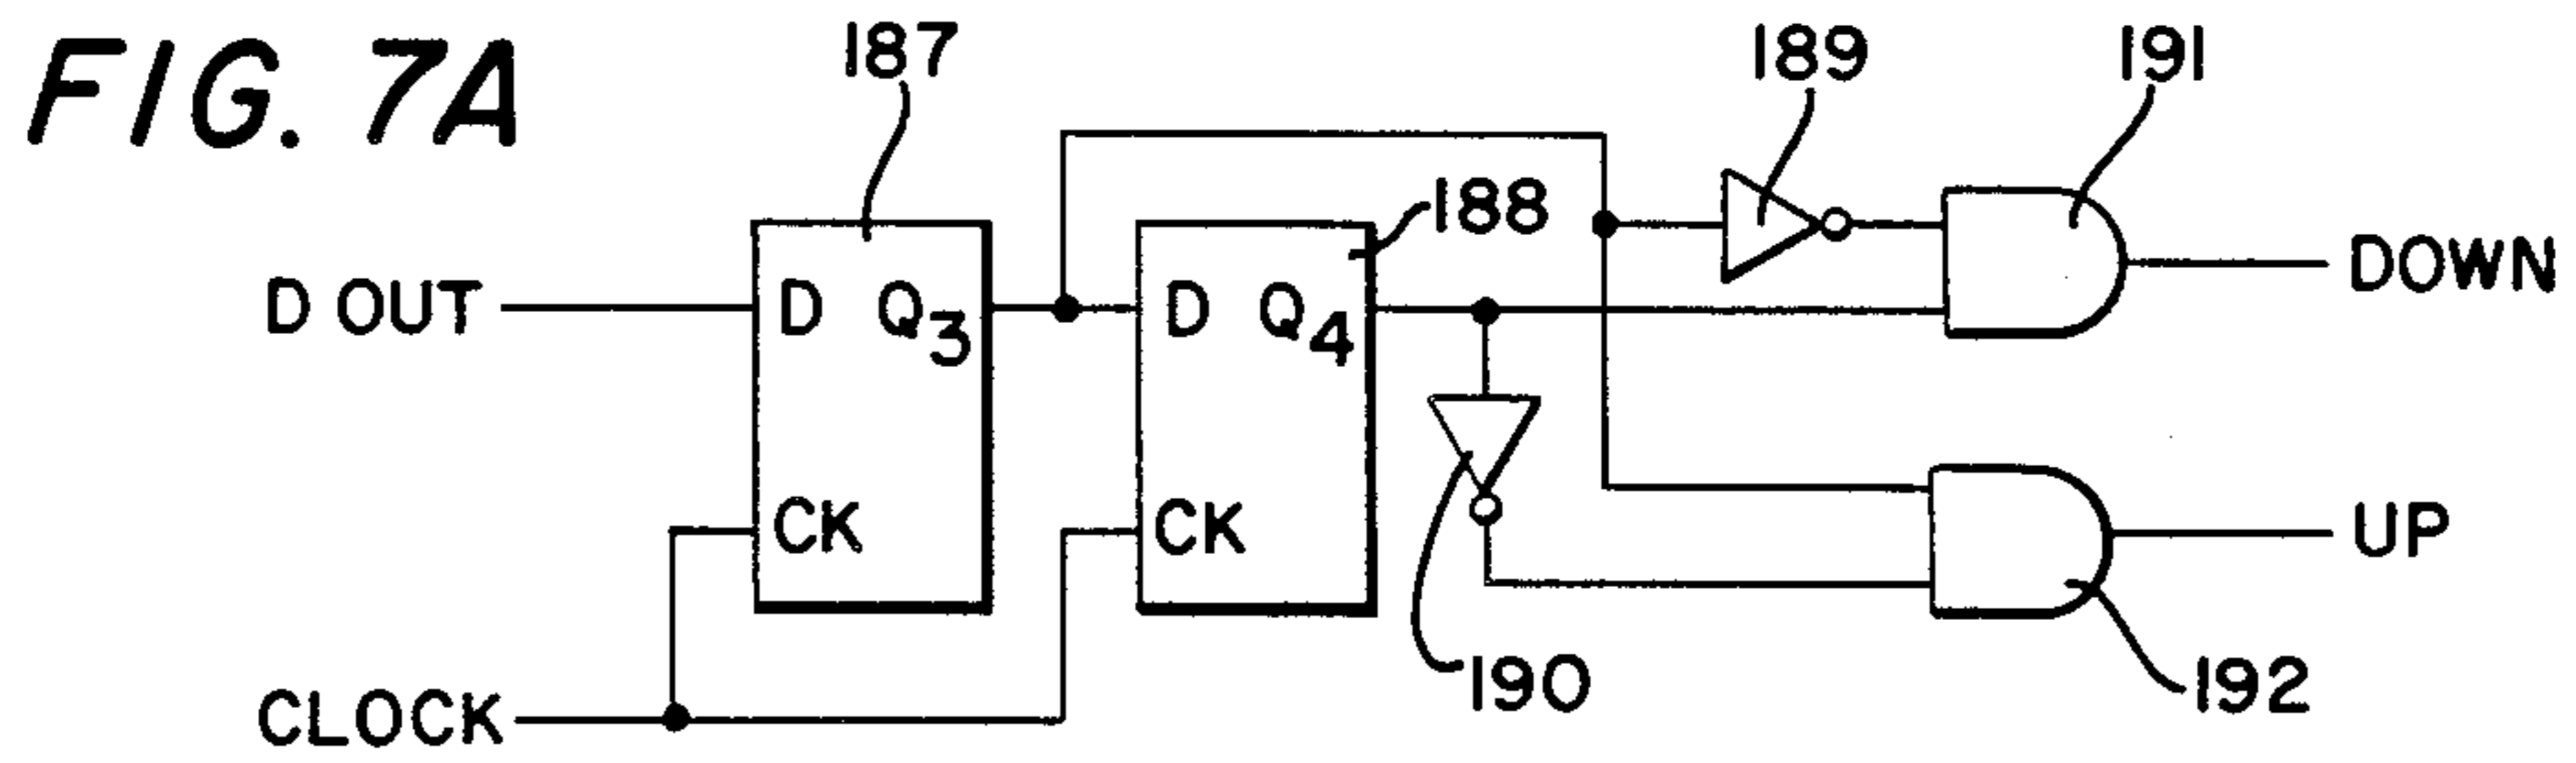 FIG. 7A
187
189
191
188
D OUT
D Q3
D Q4
DOWN
CK
CK
UP
190
192
CLOCK